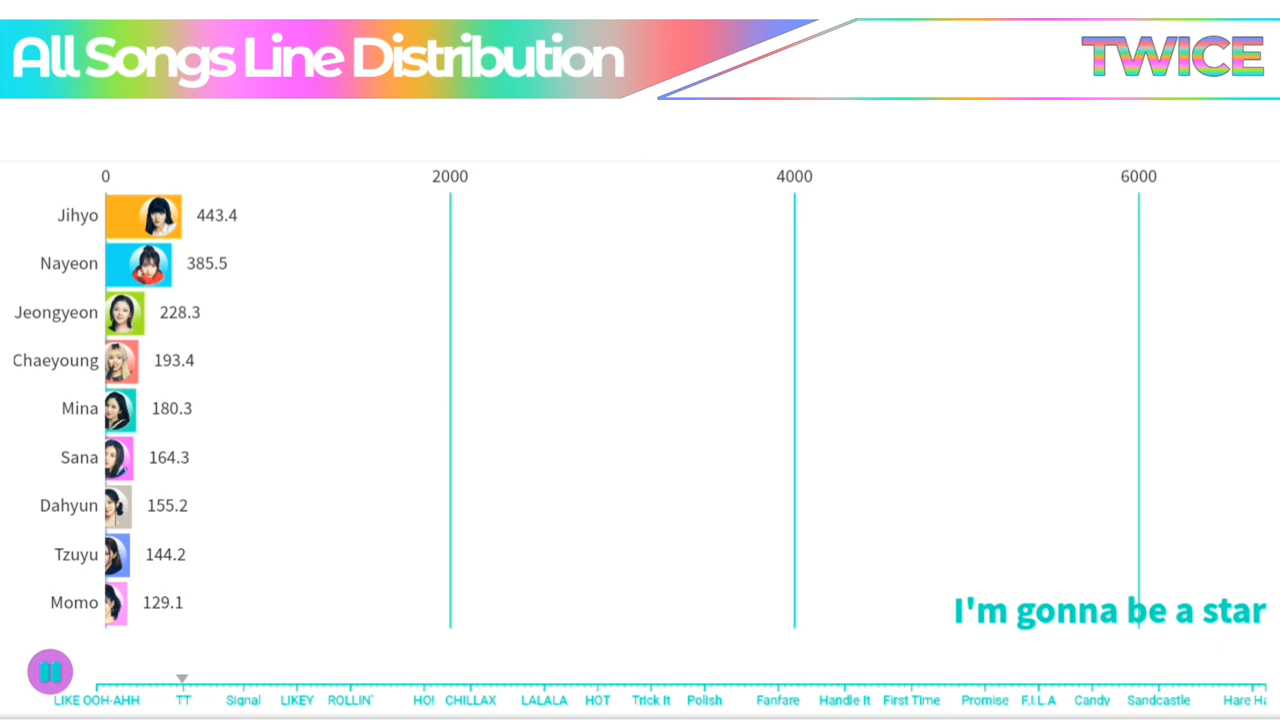 All Songs Line Distribution
TWICE
0 2000 4000 6000
Jihyo 443.4
Nayeon 385.5
Jeongyeon 228.3
Chaeyoung 193.4
Mina 180.3
Sana 164.3
Dahyun 155.2
Tzuyu 144.2
Momo 129.1
I'm gonna be a star
LIKE OOH-AHH TT Signal LIKEY ROLLIN' HO! CHILLAX LALALA HOT Trick It Polish Fanfare Handle It First Time Promise F.I.L.A Candy Sandcastle Hare